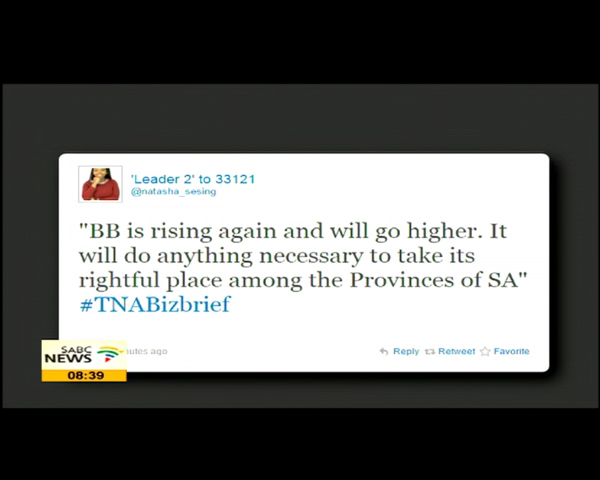 'Leader 2' to 33121
@natasha_sesing
"BB is rising again and will go higher. It
will do anything necessary to take its
rightful place among the Provinces of SA"
#TNABizbrief
ago
Reply Retweet Favorite
SABC
NEWS
08:39